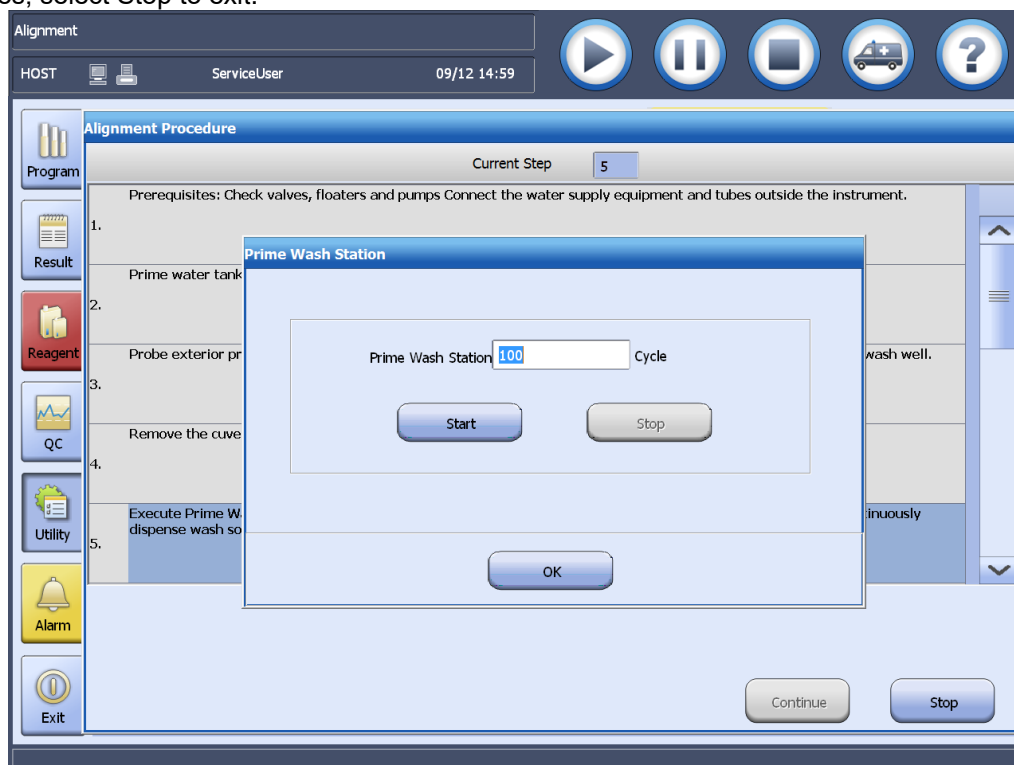 es, select Stop to exit.
Alignment
HOST ServiceUser 09/12 14:59
Program
Result
Reagent
QC
Utility
Alarm
Exit
Alignment Procedure
Current Step 5
1. Prerequisites: Check valves, floaters and pumps Connect the water supply equipment and tubes outside the instrument.
2. Prime water tank
3. Probe exterior pr wash well.
4. Remove the cuve
5. Execute Prime W inuously
dispense wash so
Prime Wash Station
Prime Wash Station 100 Cycle
Start Stop
OK
Continue Stop